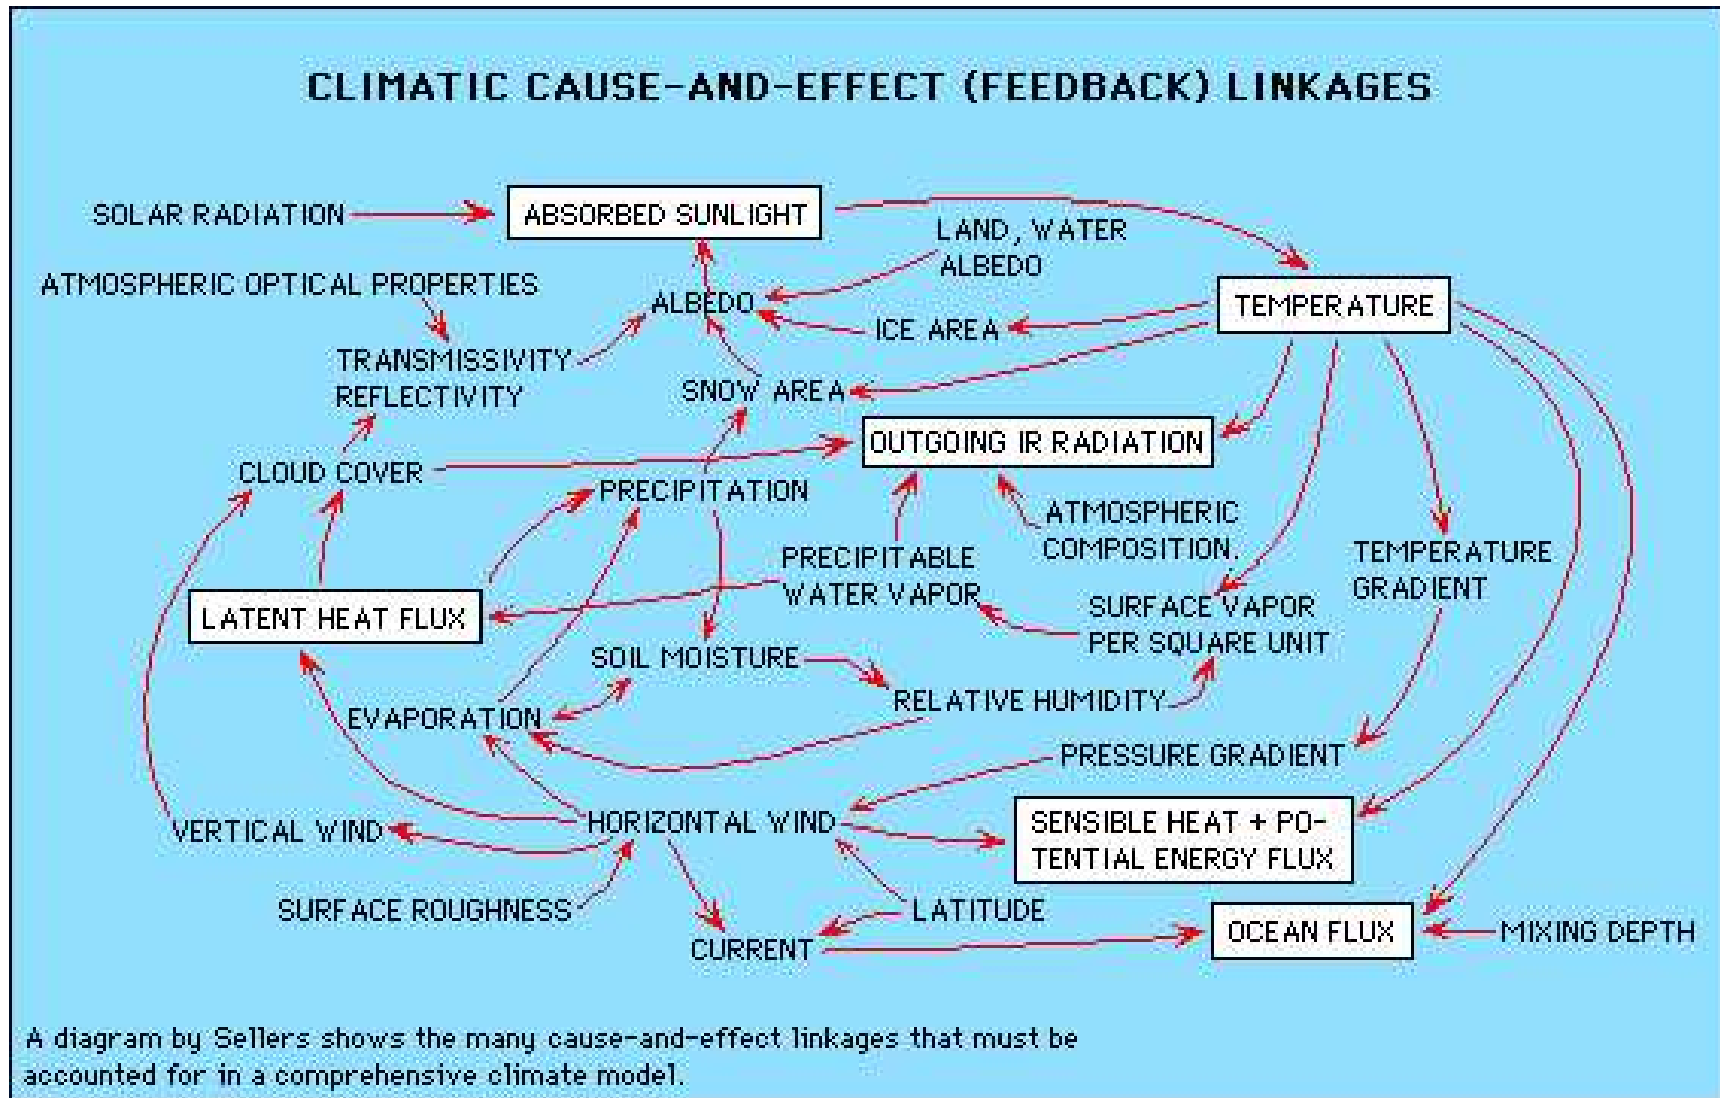 CLIMATIC CAUSE-AND-EFFECT (FEEDBACK) LINKAGES
SOLAR RADIATION
ABSORBED SUNLIGHT
LAND, WATER
ALBEDO
ATMOSPHERIC OPTICAL PROPERTIES
ALBEDO
TEMPERATURE
ICE AREA
TRANSMISSIVITY
REFLECTIVITY
SNOW AREA
OUTGOING IR RADIATION
CLOUD COVER
PRECIPITATION
ATMOSPHERIC
COMPOSITION.
PRECIPITABLE
WATER VAPOR
TEMPERATURE
GRADIENT
LATENT HEAT FLUX
SURFACE VAPOR
PER SQUARE UNIT
SOIL MOISTURE
RELATIVE HUMIDITY
EVAPORATION
PRESSURE GRADIENT
VERTICAL WIND
HORIZONTAL WIND
SENSIBLE HEAT + PO-
TENTIAL ENERGY FLUX
SURFACE ROUGHNESS
LATITUDE
CURRENT
OCEAN FLUX
MIXING DEPTH
A diagram by Sellers shows the many cause-and-effect linkages that must be
accounted for in a comprehensive climate model.